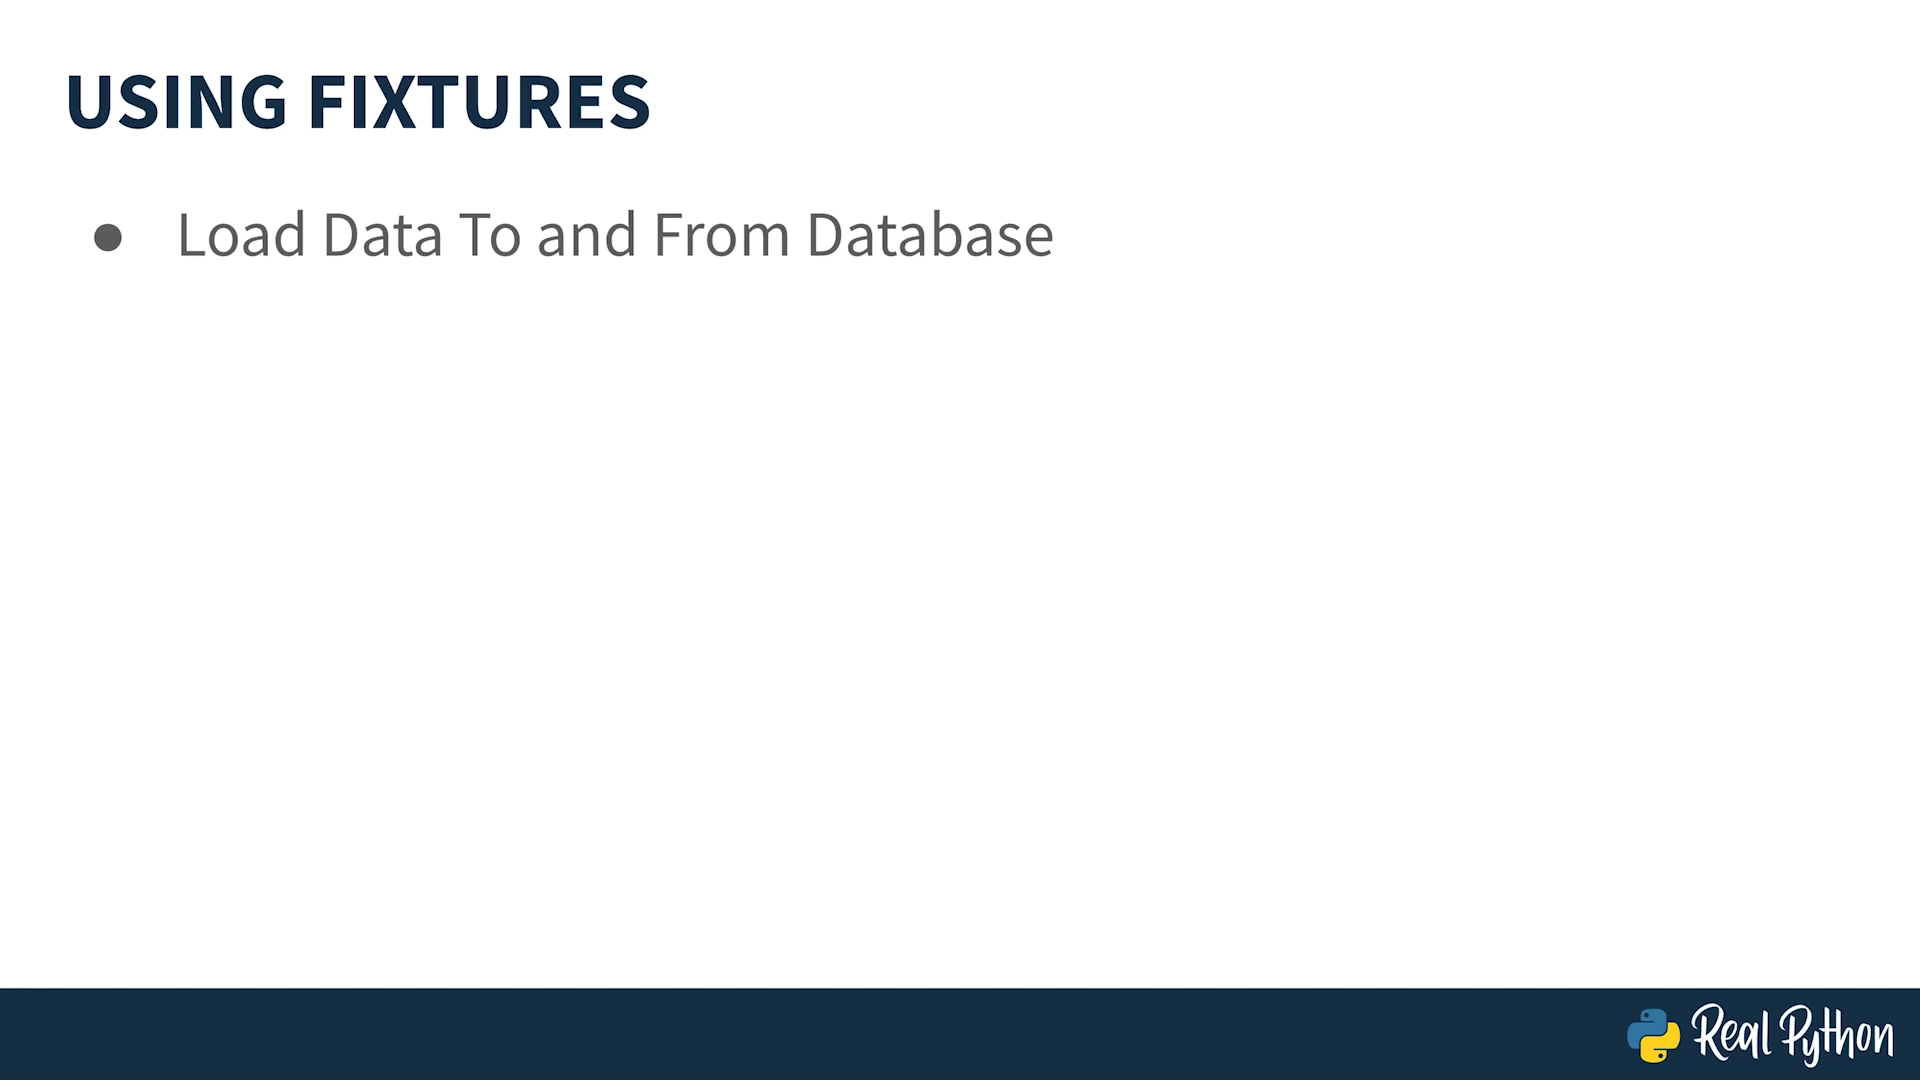 USING FIXTURES
● Load Data To and From Database
Real Python